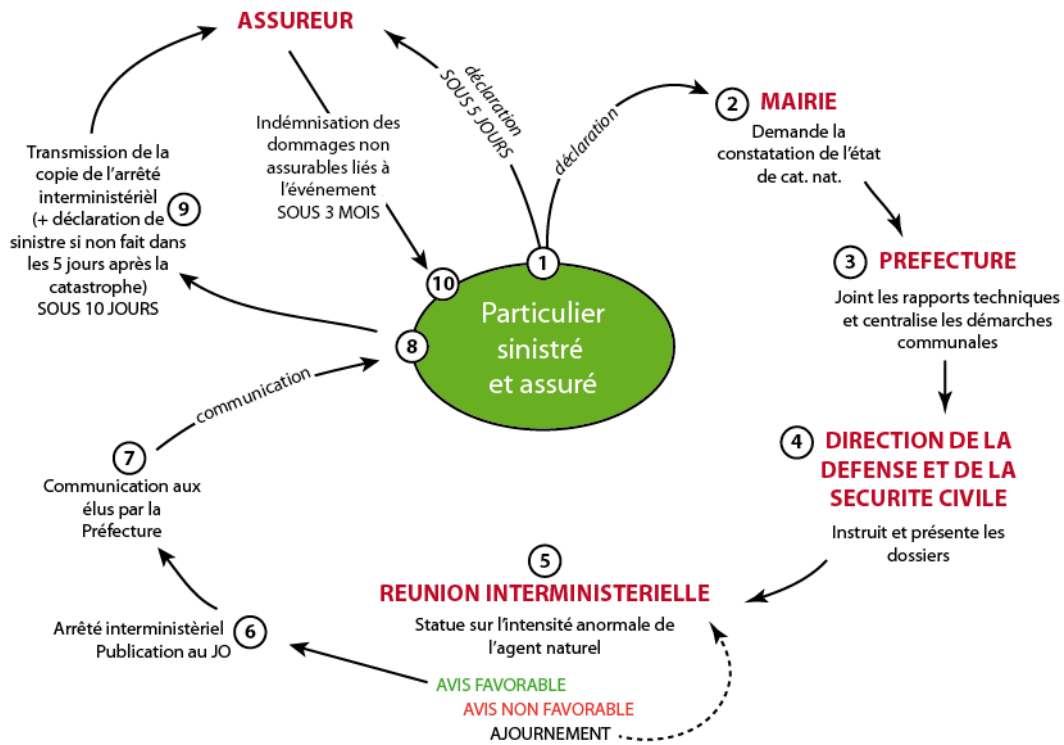 ASSUREUR
déclaration
SOUS 5 JOURS
déclaration
2 MAIRIE
Demande la
constatation de l'état
de cat. nat.
3 PREFECTURE
Joint les rapports techniques
et centralise les démarches
communales
4 DIRECTION DE LA
DEFENSE ET DE LA
SECURITE CIVILE
Instruit et présente les
dossiers
5
REUNION INTERMINISTERIELLE
Statue sur l'intensité anormale de
l'agent naturel
AVIS FAVORABLE
AVIS NON FAVORABLE
AJOURNEMENT
Arrêté interministèriel 6
Publication au JO
7
Communication aux
élus par la
Préfecture
communication
8
Transmission de la
copie de l'arrêté
interministérièl 9
(+ déclaration de
sinistre si non fait dans
les 5 jours après la
catastrophe)
SOUS 10 JOURS
Indémnisation des
dommages non
assurables liés à
l'événement
SOUS 3 MOIS
10
1
Particulier
sinistré
et assuré